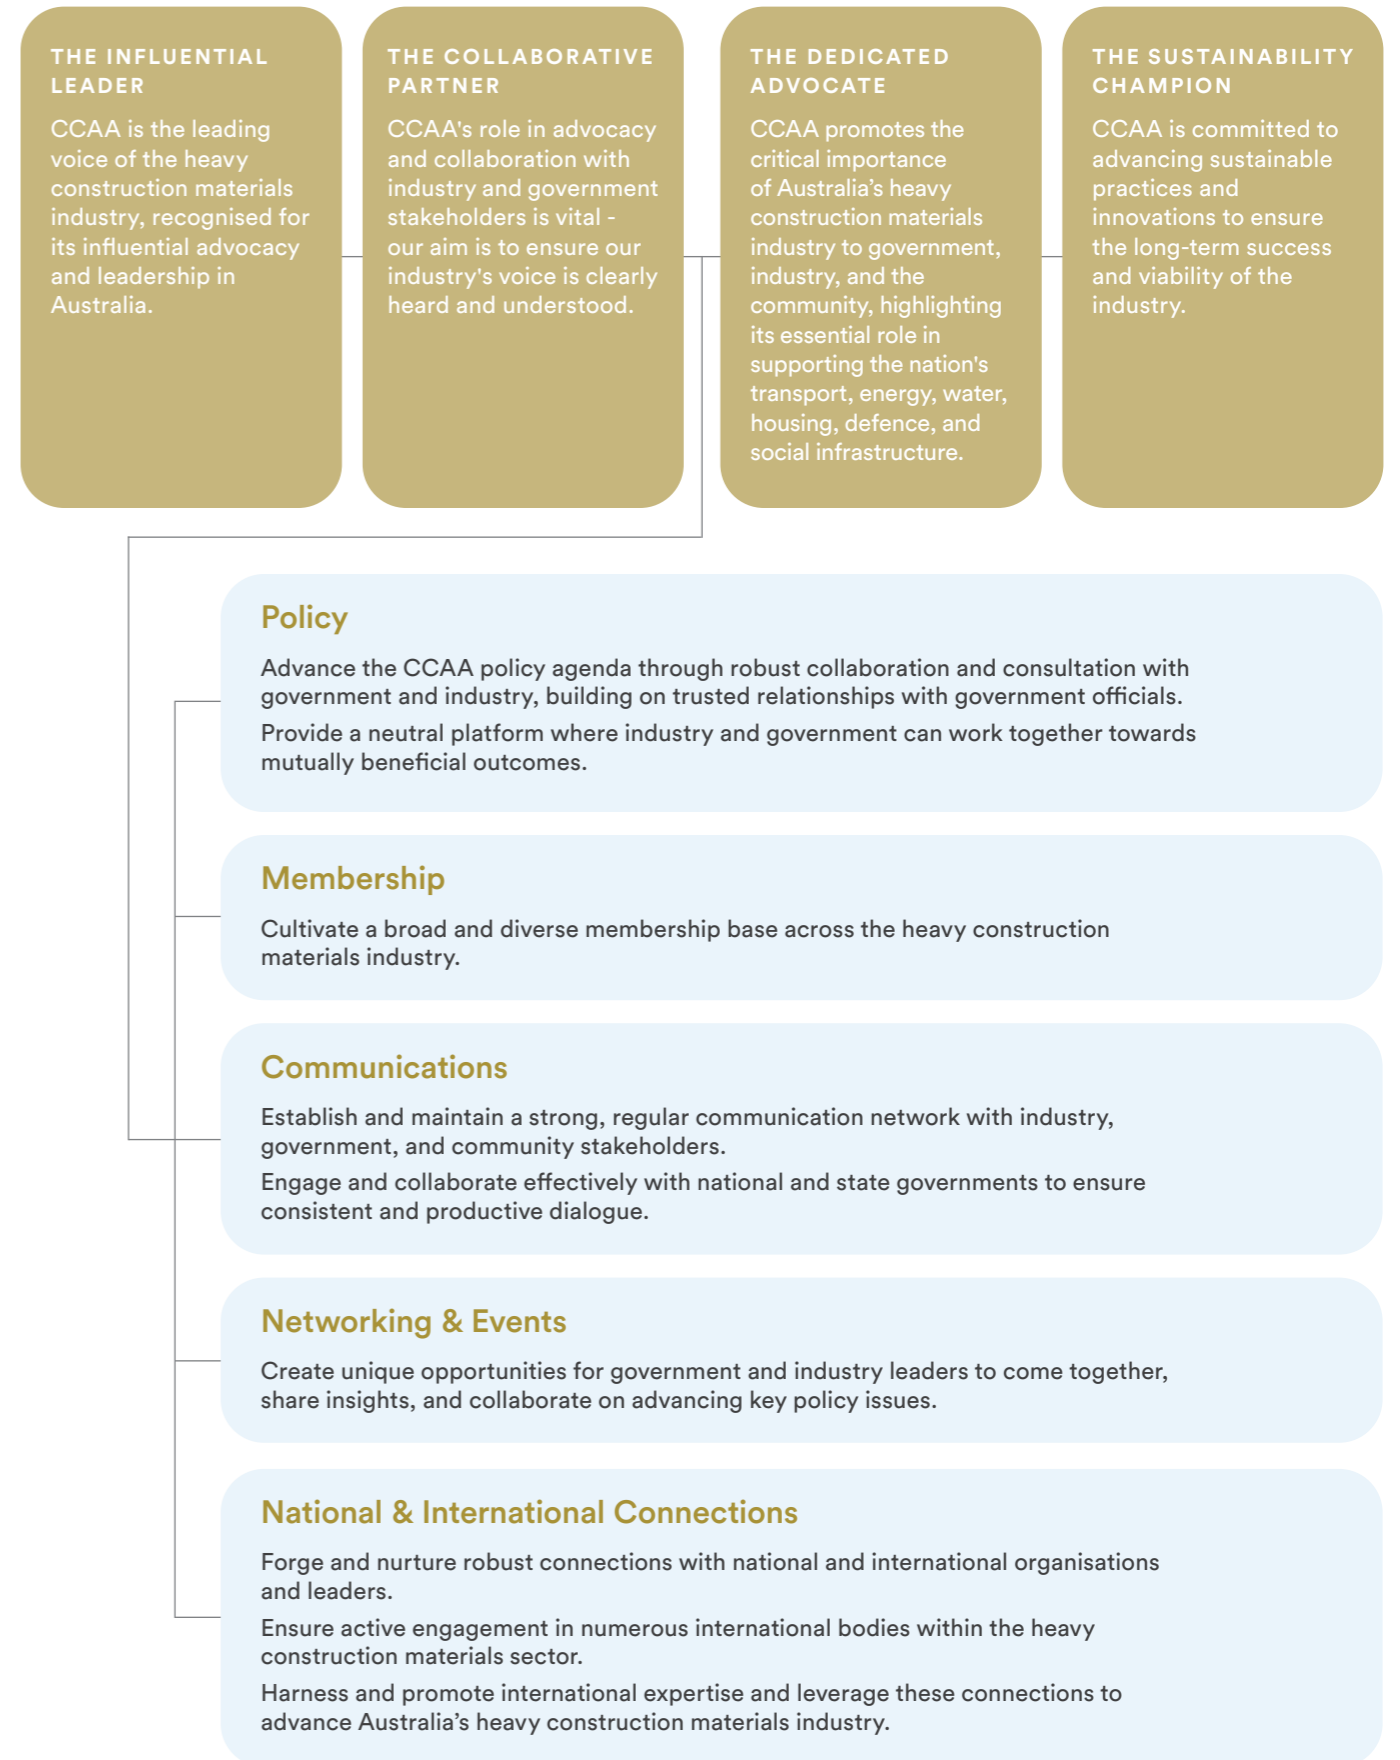 THE INFLUENTIAL
LEADER
CCAA is the leading
voice of the heavy
construction materials
industry, recognised for
its influential advocacy
and leadership in
Australia.
THE COLLABORATIVE
PARTNER
CCAA's role in advocacy
and collaboration with
industry and government
stakeholders is vital -
our aim is to ensure our
industry's voice is clearly
heard and understood.
THE DEDICATED
ADVOCATE
CCAA promotes the
critical importance
of Australia’s heavy
construction materials
industry to government,
industry, and the
community, highlighting
its essential role in
supporting the nation's
transport, energy, water,
housing, defence, and
social infrastructure.
THE SUSTAINABILITY
CHAMPION
CCAA is committed to
advancing sustainable
practices and
innovations to ensure
the long-term success
and viability of the
industry.
Policy
Advance the CCAA policy agenda through robust collaboration and consultation with
government and industry, building on trusted relationships with government officials.
Provide a neutral platform where industry and government can work together towards
mutually beneficial outcomes.
Membership
Cultivate a broad and diverse membership base across the heavy construction
materials industry.
Communications
Establish and maintain a strong, regular communication network with industry,
government, and community stakeholders.
Engage and collaborate effectively with national and state governments to ensure
consistent and productive dialogue.
Networking & Events
Create unique opportunities for government and industry leaders to come together,
share insights, and collaborate on advancing key policy issues.
National & International Connections
Forge and nurture robust connections with national and international organisations
and leaders.
Ensure active engagement in numerous international bodies within the heavy
construction materials sector.
Harness and promote international expertise and leverage these connections to
advance Australia’s heavy construction materials industry.